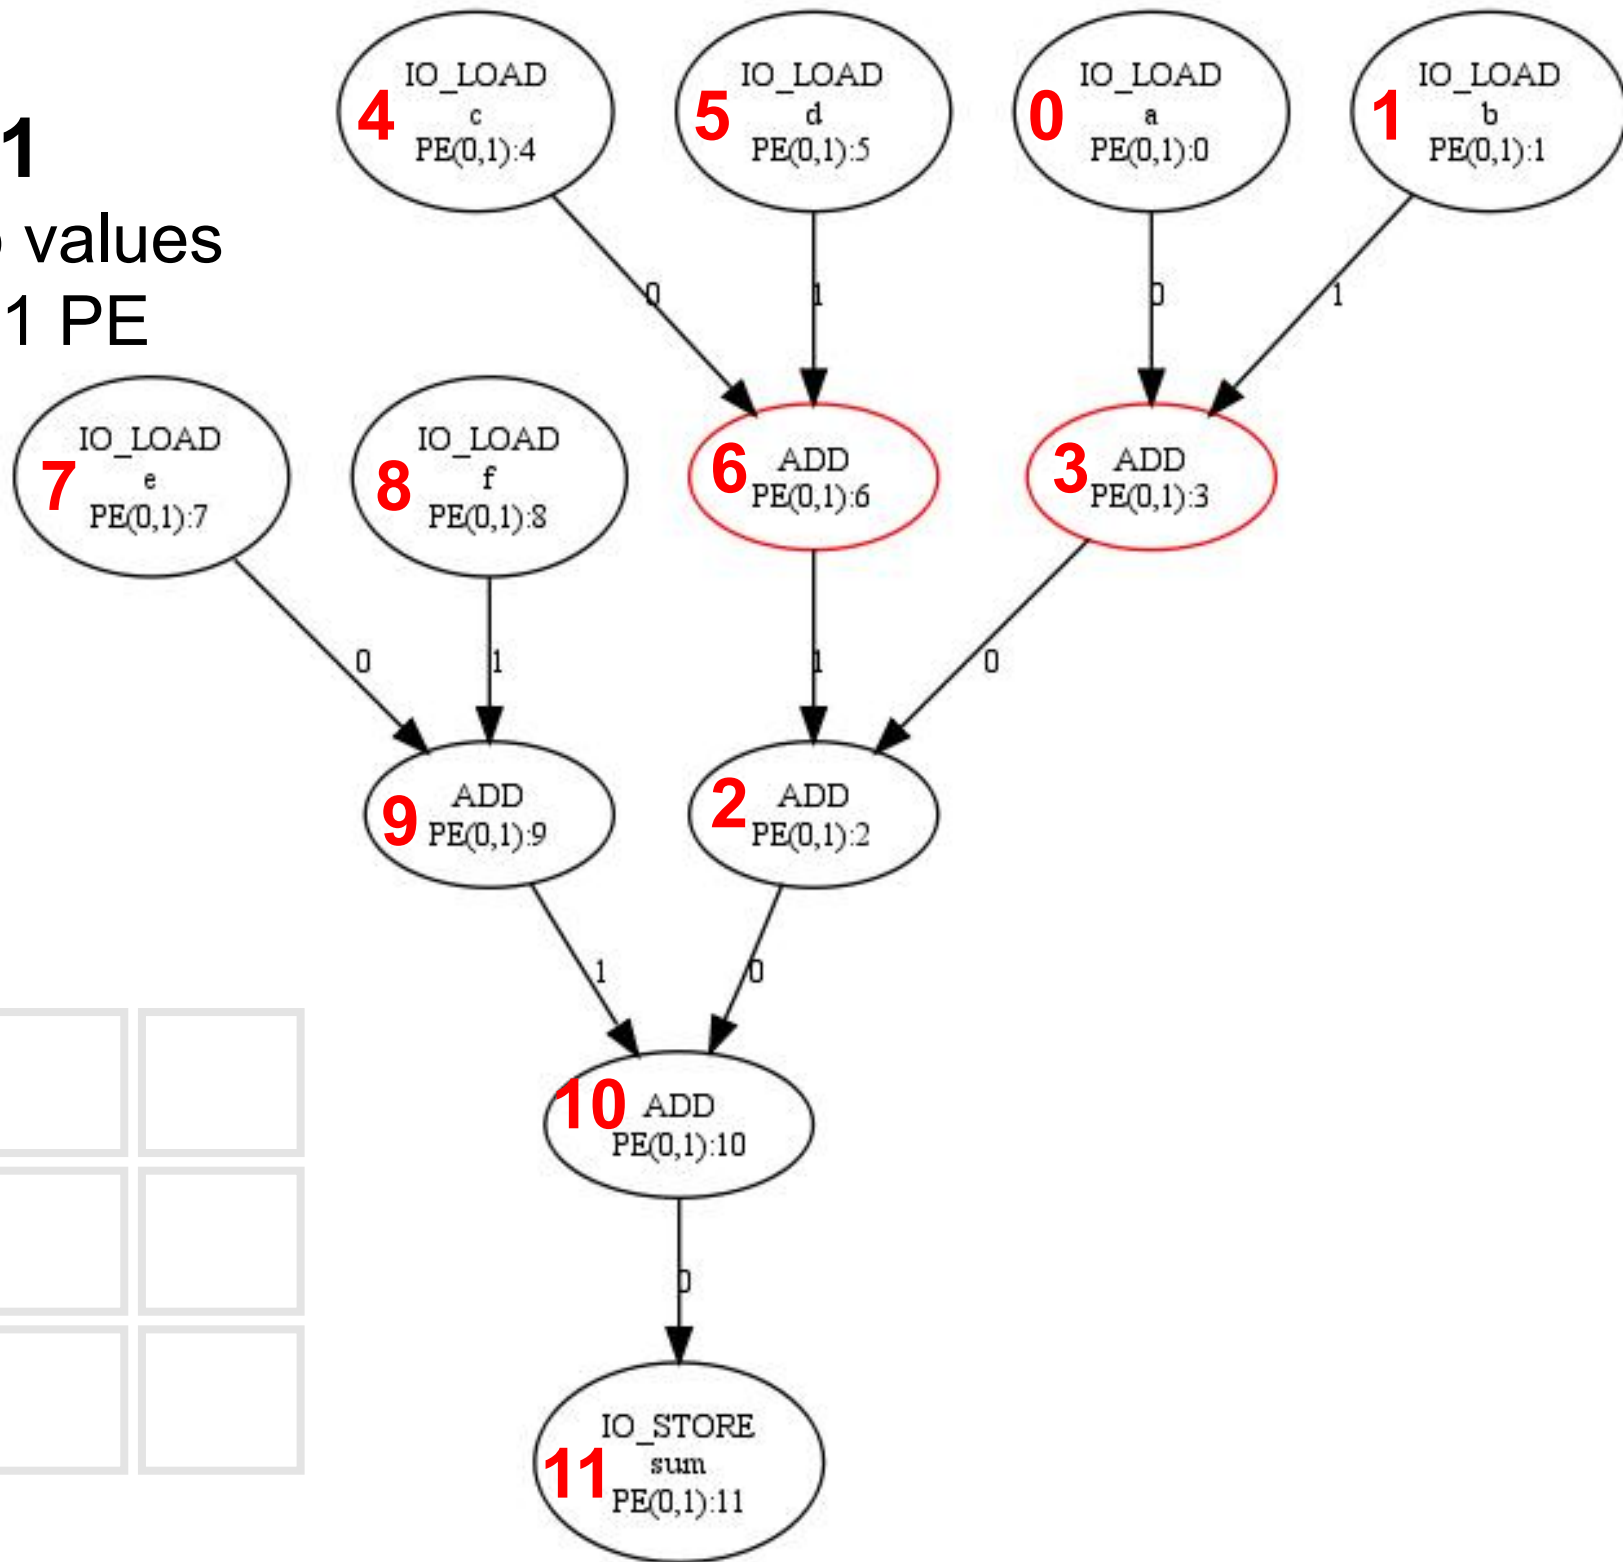 1
values
1 PE
IO_LOAD
4
c
PE(0,1):4
IO_LOAD
5
d
PE(0,1):5
IO_LOAD
0
a
PE(0,1):0
IO_LOAD
1
b
PE(0,1):1
0
1
0
1
IO_LOAD
7
e
PE(0,1):7
IO_LOAD
8
f
PE(0,1):8
6
ADD
PE(0,1):6
3
ADD
PE(0,1):3
0
1
1
0
9
ADD
PE(0,1):9
2
ADD
PE(0,1):2
1
0
10
ADD
PE(0,1):10
0
IO_STORE
11
sum
PE(0,1):11